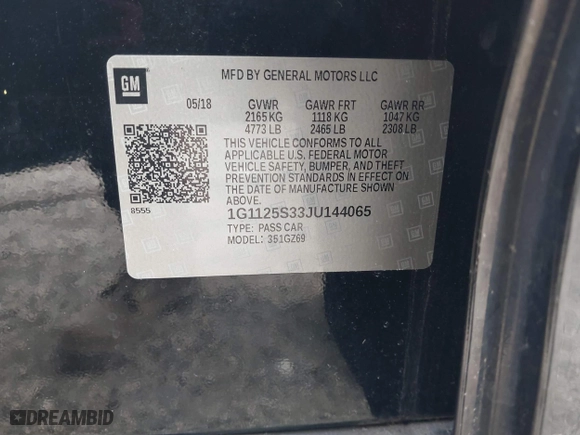 GM
MFD BY GENERAL MOTORS LLC
05/18 GVWR GAWR FRT GAWR RR
2165 KG 1118 KG 1047 KG
4773 LB 2465 LB 2308 LB
THIS VEHICLE CONFORMS TO ALL
APPLICABLE U.S. FEDERAL MOTOR
VEHICLE SAFETY, BUMPER, AND THEFT
PREVENTION STANDARDS IN EFFECT ON
THE DATE OF MANUFACTURE SHOWN
ABOVE.
8555
1G1125S33JU144065
TYPE: PASS CAR
MODEL: 351GZ69
DREAMBID